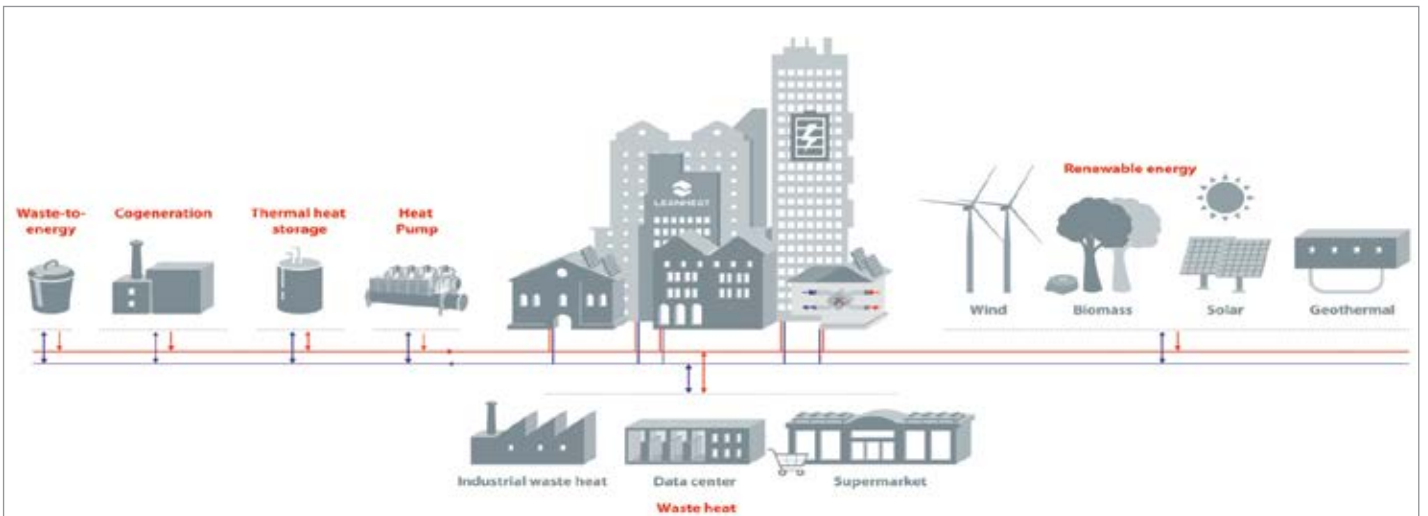 Waste-to-
energy
Cogeneration
Thermal heat
storage
Heat
Pump
LEANHEAT
Renewable energy
Wind
Biomass
Solar
Geothermal
Industrial waste heat
Data center
Supermarket
Waste heat